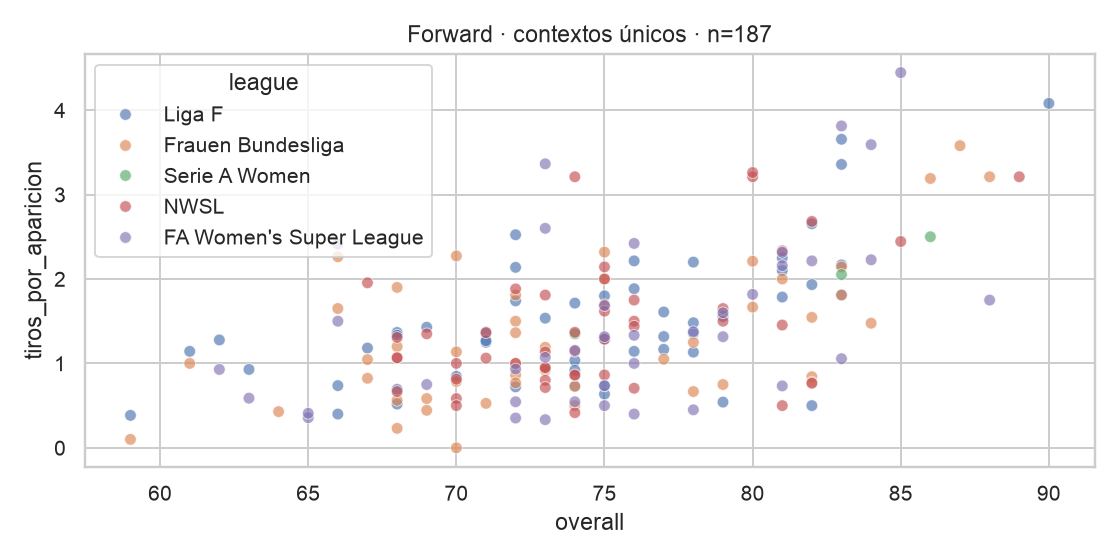 Forward · contextos únicos · n=187
league
Liga F
Frauen Bundesliga
Serie A Women
NWSL
FA Women's Super League
tiros_por_aparicion
4
3
2
1
0
60 65 70 75 80 85 90
overall